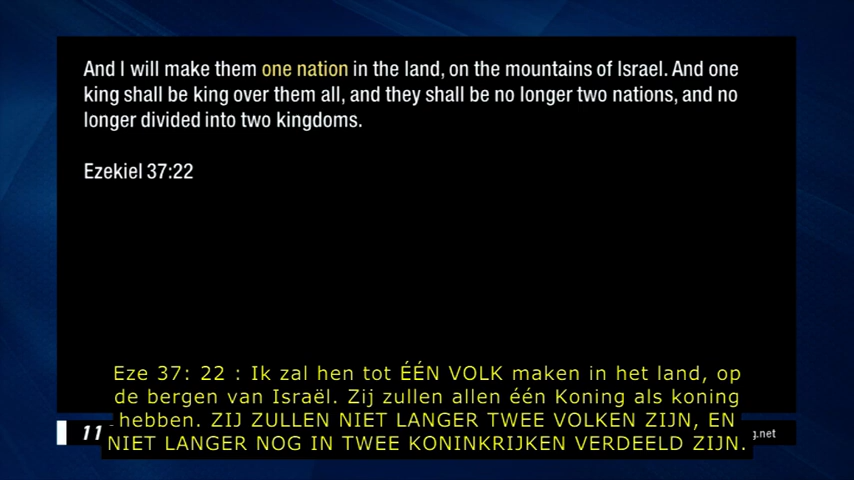 And I will make them one nation in the land, on the mountains of Israel. And one
king shall be king over them all, and they shall be no longer two nations, and no
longer divided into two kingdoms.
Ezekiel 37:22
Eze 37: 22 : Ik zal hen tot ÉÉN VOLK maken in het land, op
de bergen van Israël. Zij zullen allen één Koning als koning
hebben. ZIJ ZULLEN NIET LANGER TWEE VOLKEN ZIJN, EN
NIET LANGER NOG IN TWEE KONINKRIJKEN VERDEELD ZIJN.
11
.net